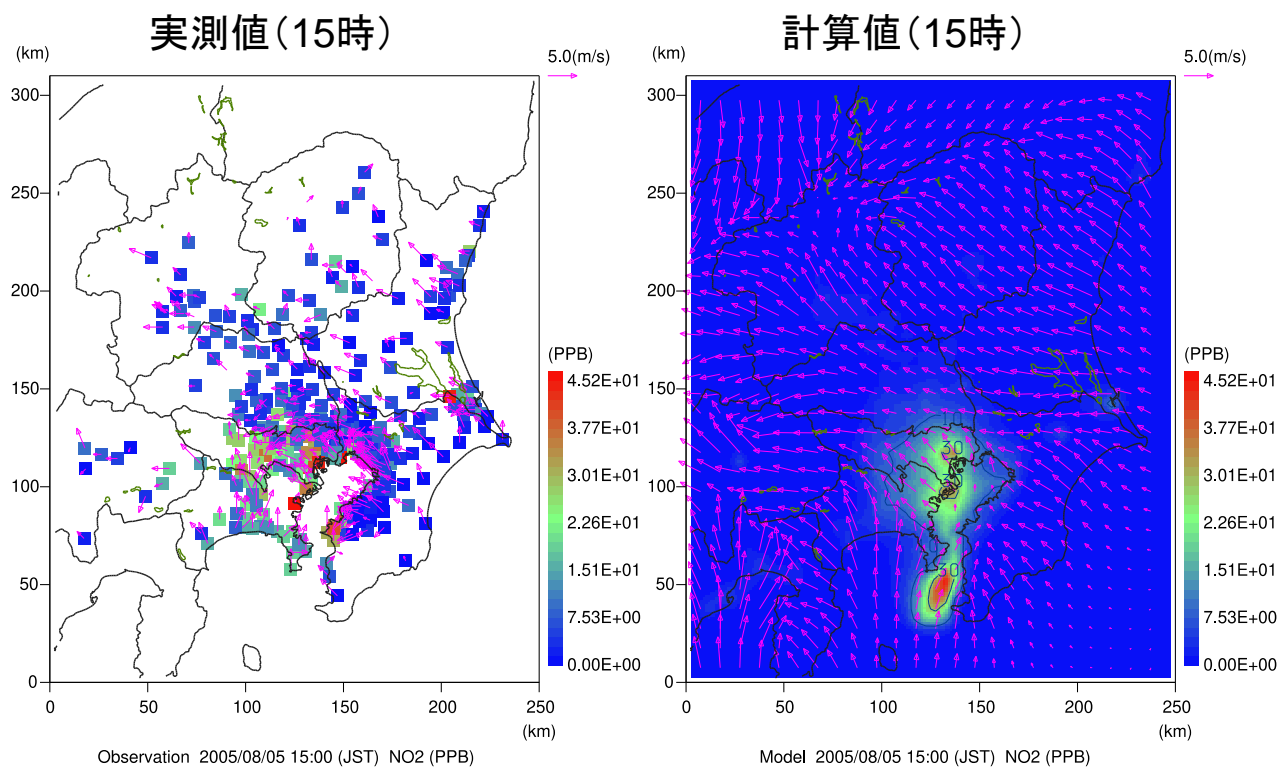 実測値(15時)
(km)
5.0(m/s)
300
250
200
150
100
50
0
0
50
100
150
200
250
(km)
(PPB)
4.52E+01
3.77E+01
3.01E+01
2.26E+01
1.51E+01
7.53E+00
0.00E+00
Observation 2005/08/05 15:00 (JST) NO2 (PPB)
計算値(15時)
(km)
5.0(m/s)
300
250
200
150
100
50
0
0
50
100
150
200
250
(km)
10
30
30
(PPB)
4.52E+01
3.77E+01
3.01E+01
2.26E+01
1.51E+01
7.53E+00
0.00E+00
Model 2005/08/05 15:00 (JST) NO2 (PPB)